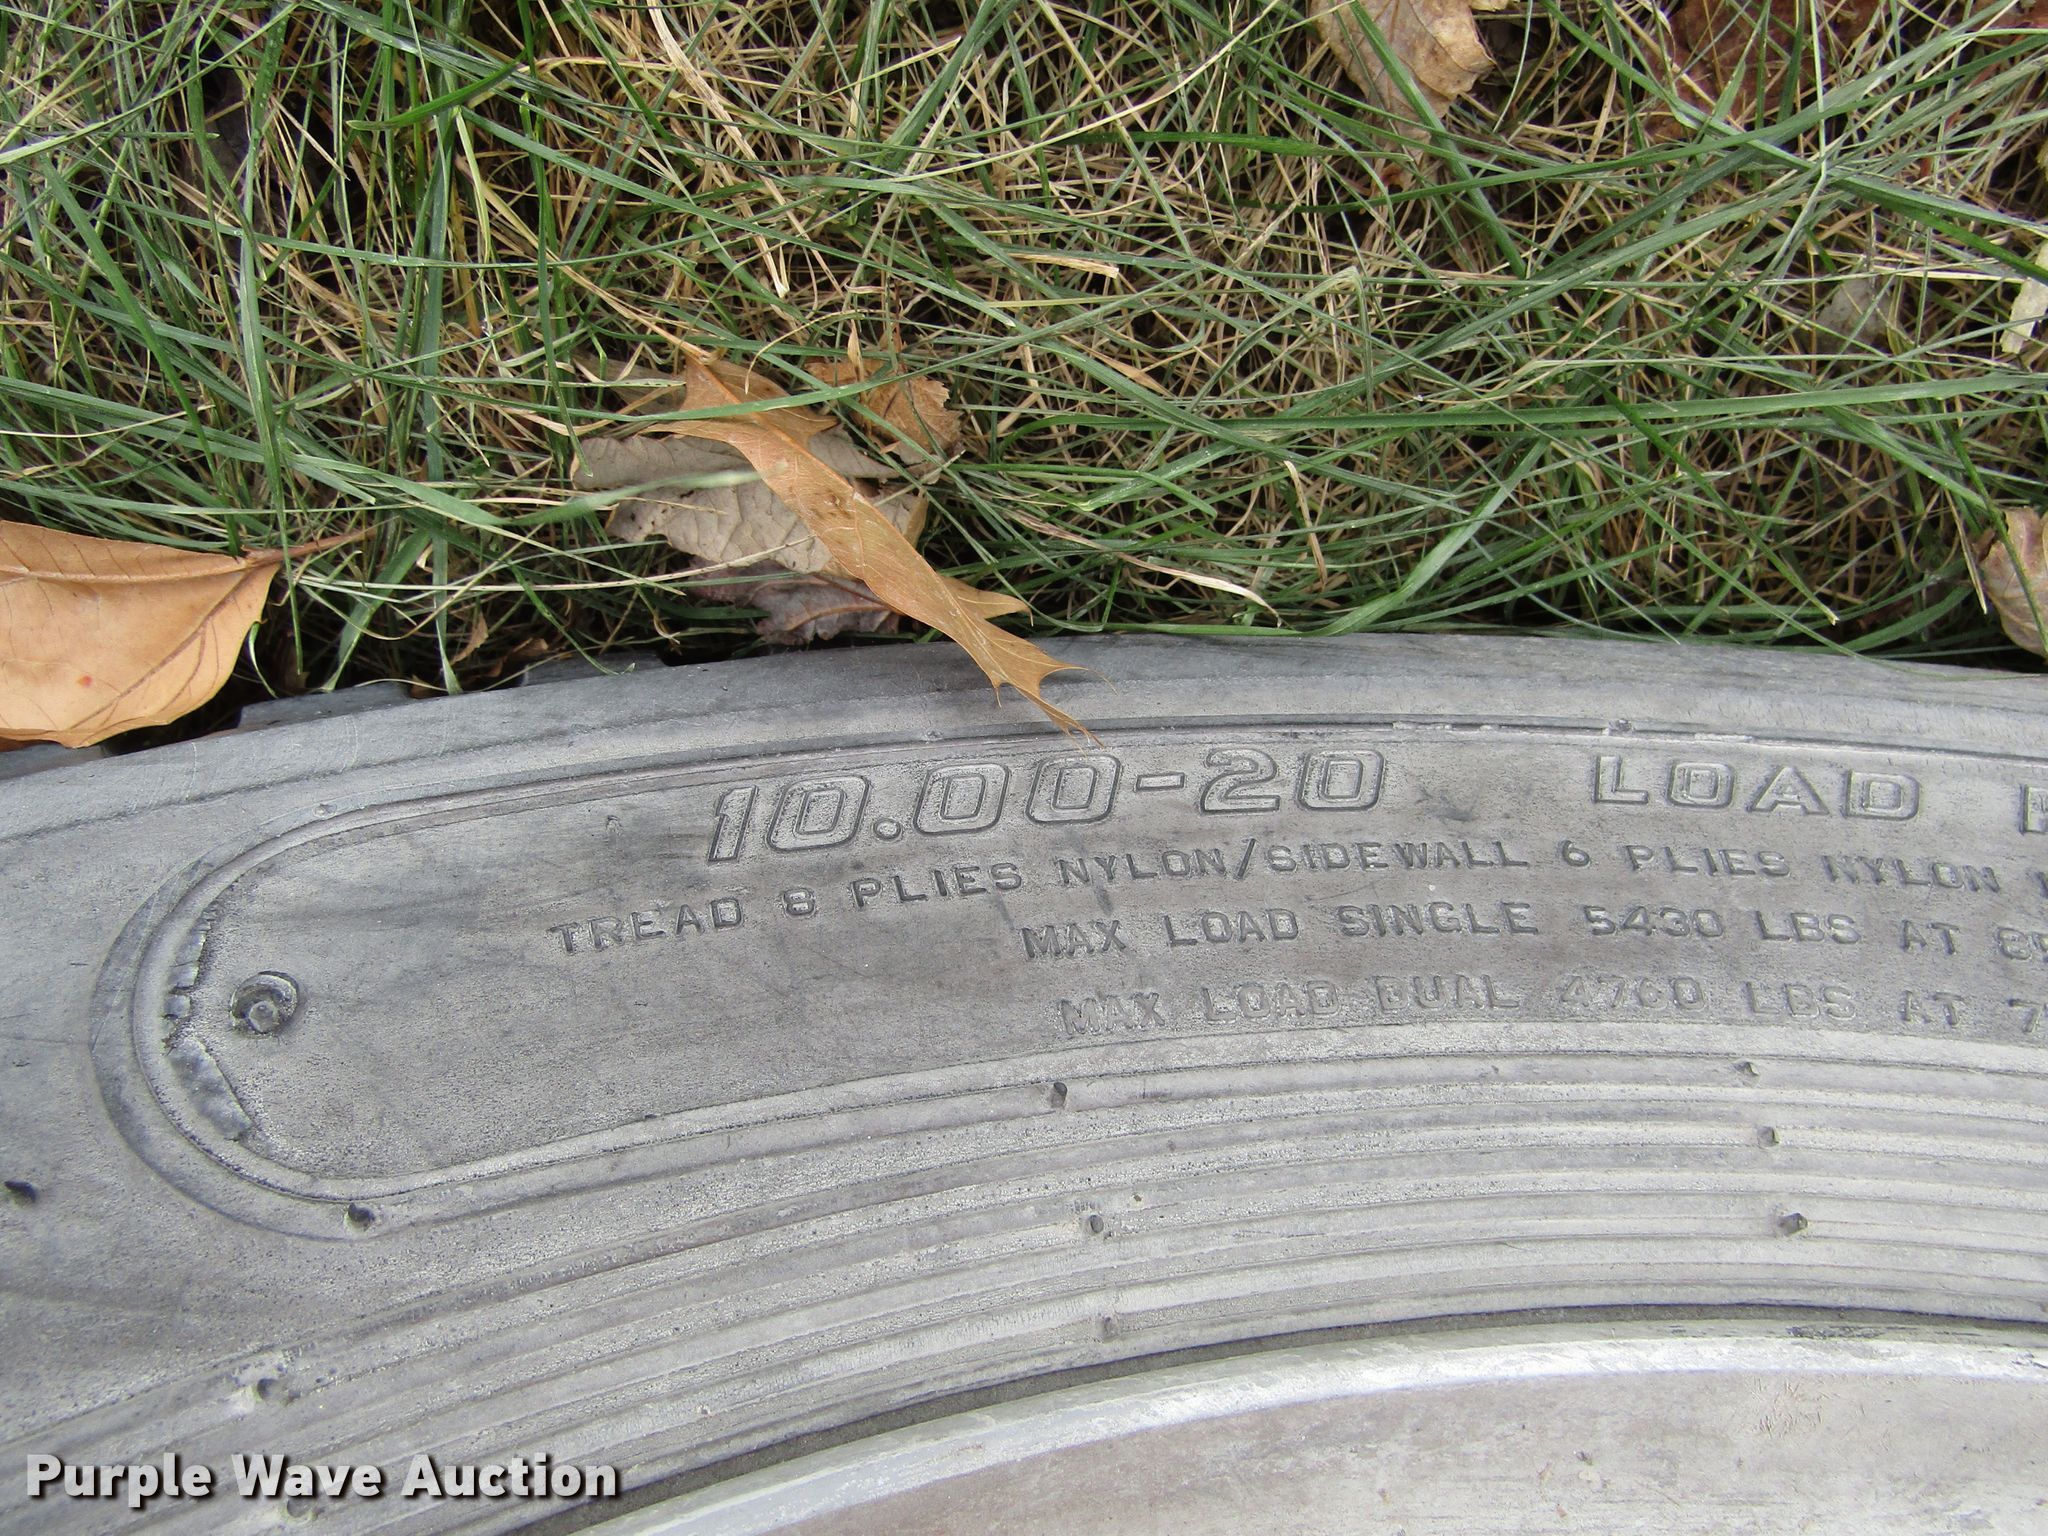 10.00-20 LOAD
TREAD 8 PLIES NYLON/SIDEWALL 6 PLIES NYLON
MAX LOAD SINGLE 5430 LBS AT
MAX LOAD DUAL 4760 LBS AT
Purple Wave Auction